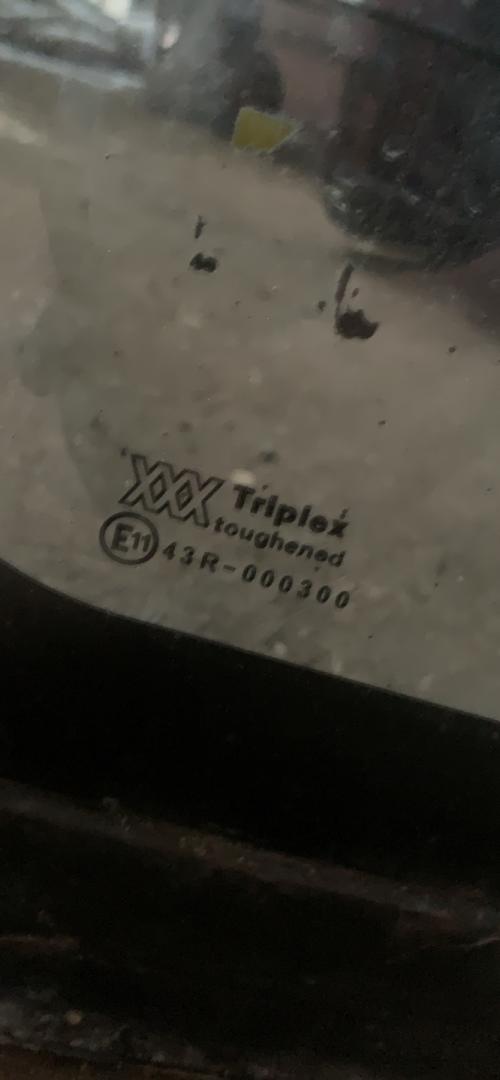 XXX Triplex
toughened
E11 43R-000300